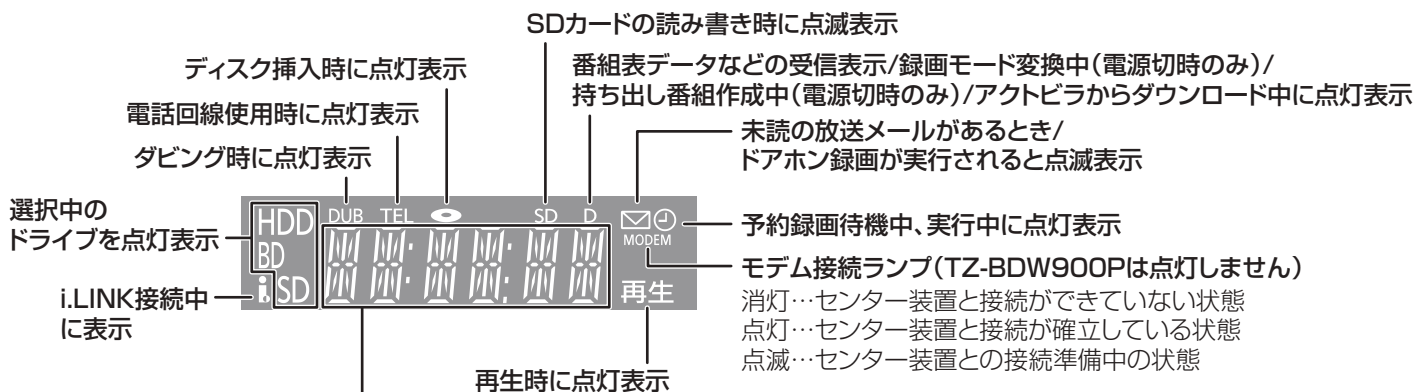 SDカードの読み書き時に点滅表示
ディスク挿入時に点灯表示
番組表データなどの受信表示/録画モード変換中(電源切時のみ)/
持ち出し番組作成中(電源切時のみ)/アクトビラからダウンロード中に点灯表示
電話回線使用時に点灯表示
未読の放送メールがあるとき/
ドアホン録画が実行されると点滅表示
ダビング時に点灯表示
選択中の
ドライブを点灯表示
HDD
DUB TEL SD D
BD
MODEM
i.SD
再生
予約録画待機中、実行中に点灯表示
モデム接続ランプ(TZ-BDW900Pは点灯しません)
消灯…センター装置と接続ができていない状態
点灯…センター装置と接続が確立している状態
点滅…センター装置との接続準備中の状態
i.LINK接続中
に表示
再生時に点灯表示